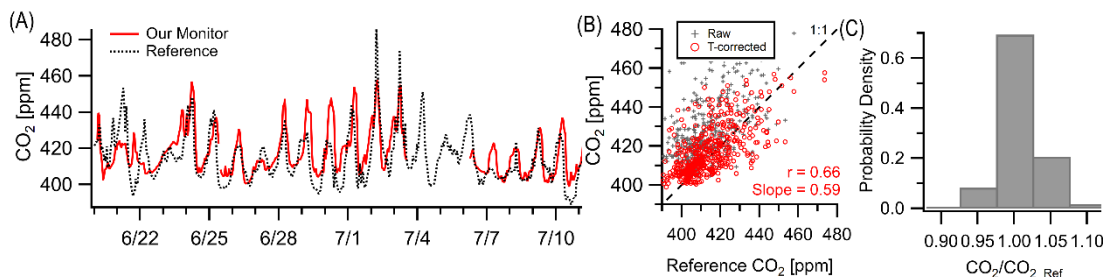 (A)
Our Monitor
Reference
CO2 [ppm]
480
460
440
420
400
6/22
6/25
6/28
7/1
7/4
7/7
7/10
(B)
Raw
T-corrected
1:1
CO2 [ppm]
480
460
440
420
400
r = 0.66
Slope = 0.59
400 420 440 460 480
Reference CO2 [ppm]
(C)
Probability Density
0.6
0.4
0.2
0.0
0.90 0.95 1.00 1.05 1.10
CO2/CO2_Ref